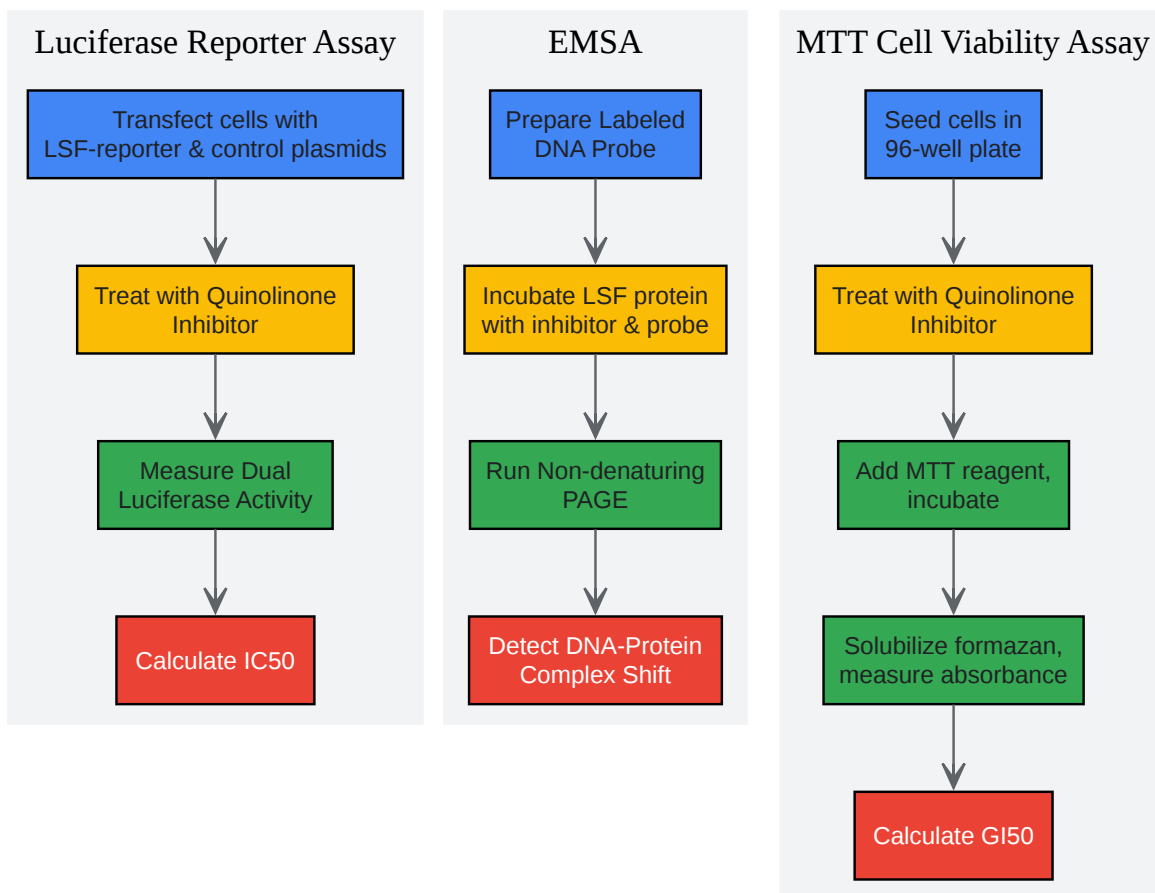 Luciferase Reporter Assay
Transfect cells with
LSF-reporter & control plasmids
Treat with Quinolinone
Inhibitor
Measure Dual
Luciferase Activity
Calculate IC50
EMSA
Prepare Labeled
DNA Probe
Incubate LSF protein
with inhibitor & probe
Run Non-denaturing
PAGE
Detect DNA-Protein
Complex Shift
MTT Cell Viability Assay
Seed cells in
96-well plate
Treat with Quinolinone
Inhibitor
Add MTT reagent,
incubate
Solubilize formazan,
measure absorbance
Calculate GI50